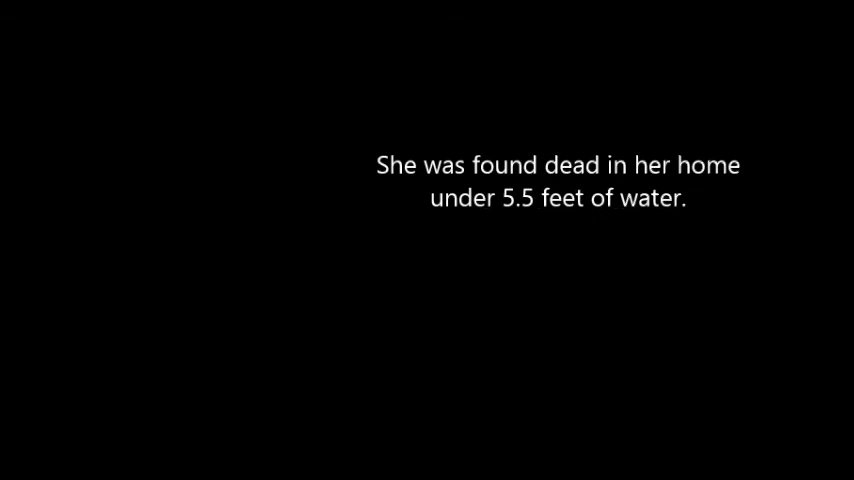 She was found dead in her home
under 5.5 feet of water.